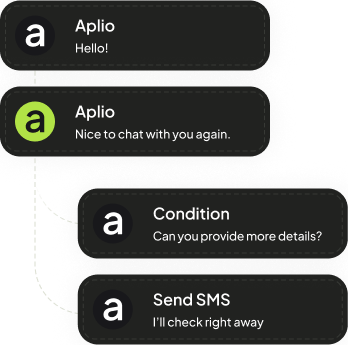 a
Aplio
Hello!
a
Aplio
Nice to chat with you again.
a
Condition
Can you provide more details?
a
Send SMS
I'll check right away